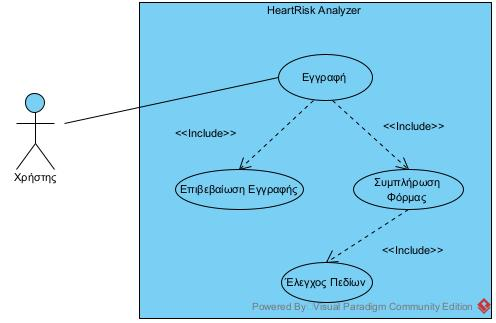 HeartRisk Analyzer
Εγγραφή
<<Include>>
<<Include>>
Χρήστης
Επιβεβαίωση Εγγραφής
Συμπλήρωση
Φόρμας
<<Include>>
Έλεγχος Πεδίων
Powered By Visual Paradigm Community Edition